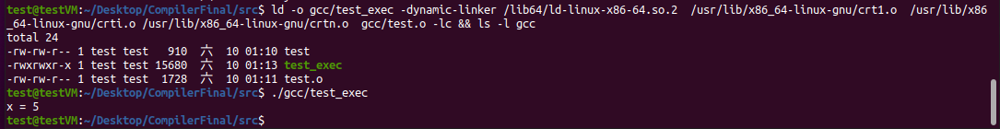 test@testVM:~/Desktop/CompilerFinal/src$ ld -o gcc/test_exec -dynamic-linker /lib64/ld-linux-x86-64.so.2  /usr/lib/x86_64-linux-gnu/crt1.o  /usr/lib/x86
_64-linux-gnu/crti.o /usr/lib/x86_64-linux-gnu/crtn.o  gcc/test.o -lc && ls -l gcc
total 24
-rw-rw-r-- 1 test test   910  六  10 01:10 test
-rwxrwxr-x 1 test test 15680  六  10 01:13 test_exec
-rw-rw-r-- 1 test test  1728  六  10 01:11 test.o
test@testVM:~/Desktop/CompilerFinal/src$ ./gcc/test_exec
x = 5
test@testVM:~/Desktop/CompilerFinal/src$